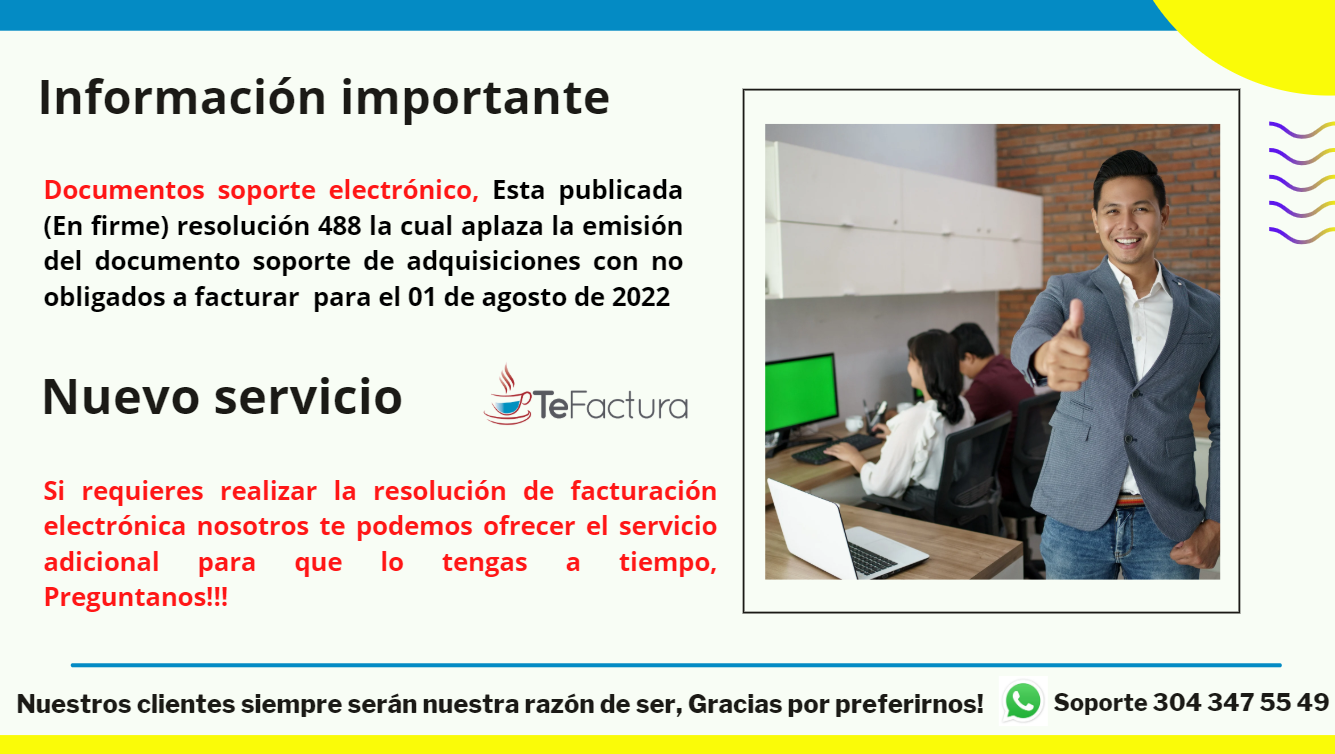 Información importante
Documentos soporte electrónico, Esta publicada
(En firme) resolución 488 la cual aplaza la emisión
del documento soporte de adquisiciones con no
obligados a facturar para el 01 de agosto de 2022
Nuevo servicio
TeFactura
Si requieres realizar la resolución de facturación
electrónica nosotros te podemos ofrecer el servicio
adicional para que lo tengas a tiempo,
Preguntanos!!!
Nuestros clientes siempre serán nuestra razón de ser, Gracias por preferirnos!
Soporte 304 347 55 49